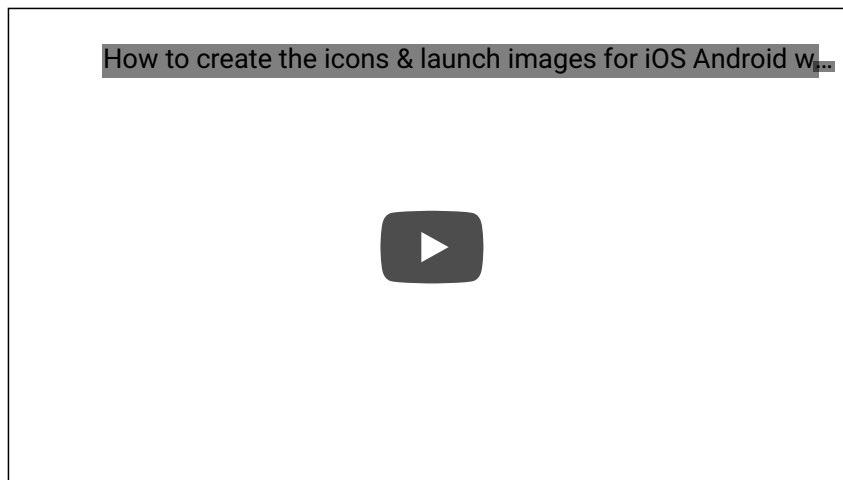 How to create the icons & launch images for iOS Android w...